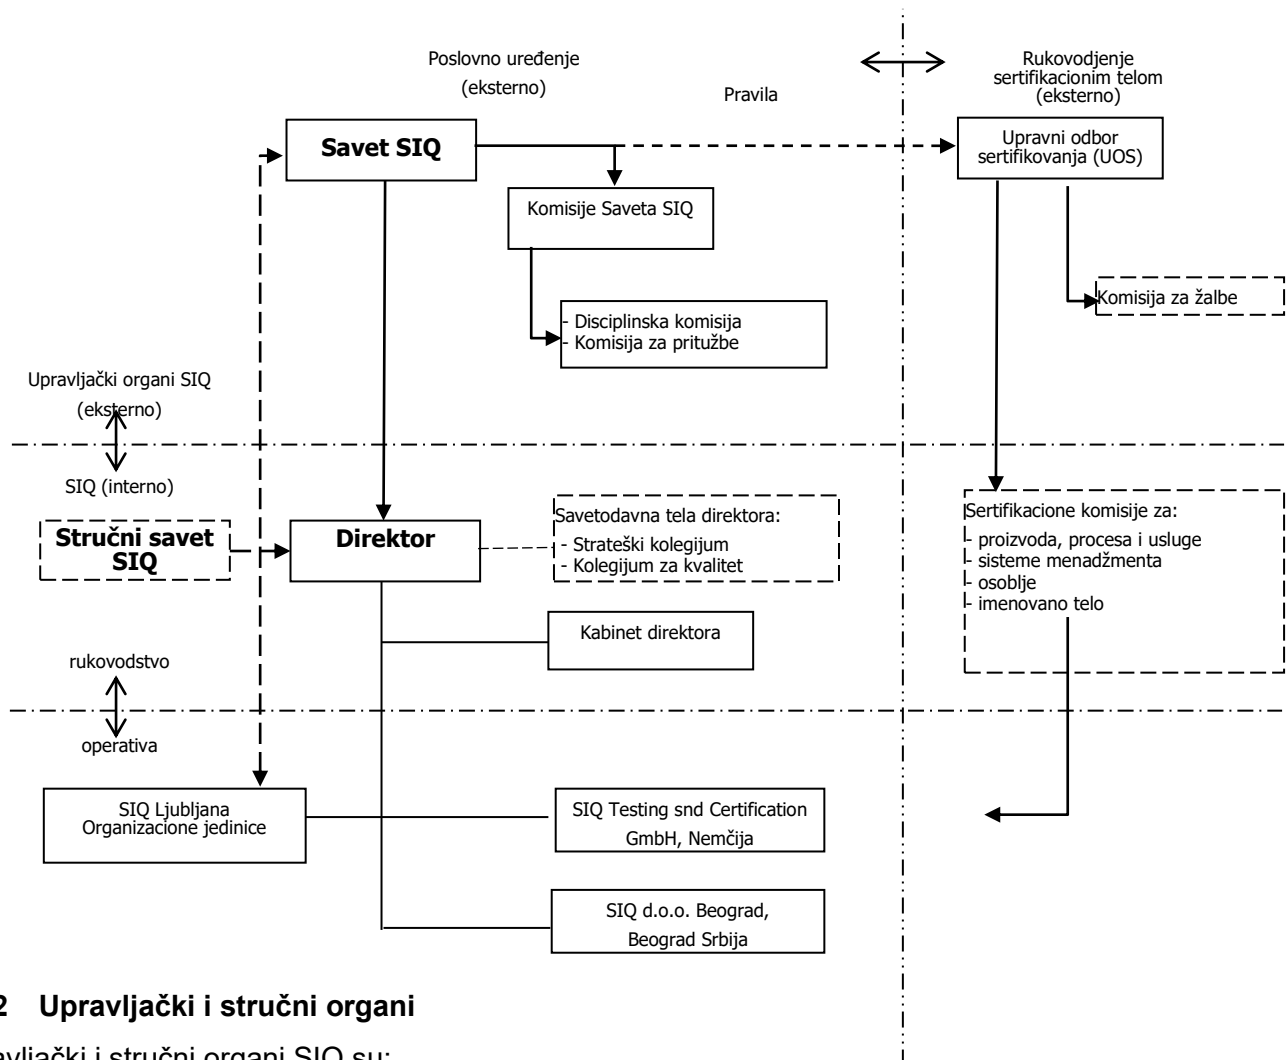 Poslovno uređenje
(eksterno)
Pravila
Rukovodjenje
sertifikacionim telom
(eksterno)
Savet SIQ
Upravni odbor
sertifikovanja (UOS)
Komisije Saveta SIQ
Komisija za žalbe
- Disciplinska komisija
- Komisija za pritužbe
Upravljački organi SIQ
(eksterno)
SIQ (interno)
Stručni savet
SIQ
Direktor
Savetodavna tela direktora:
- Strateški kolegijum
- Kolegijum za kvalitet
Sertifikacione komisije za:
- proizvoda, procesa i usluge
- sisteme menadžmenta
- osoblje
- imenovano telo
Kabinet direktora
rukovodstvo
operativa
SIQ Ljubljana
Organizacione jedinice
SIQ Testing snd Certification
GmbH, Nemčija
SIQ d.o.o. Beograd,
Beograd Srbija
2 Upravljački i stručni organi
avljački i stručni organi SIQ su: